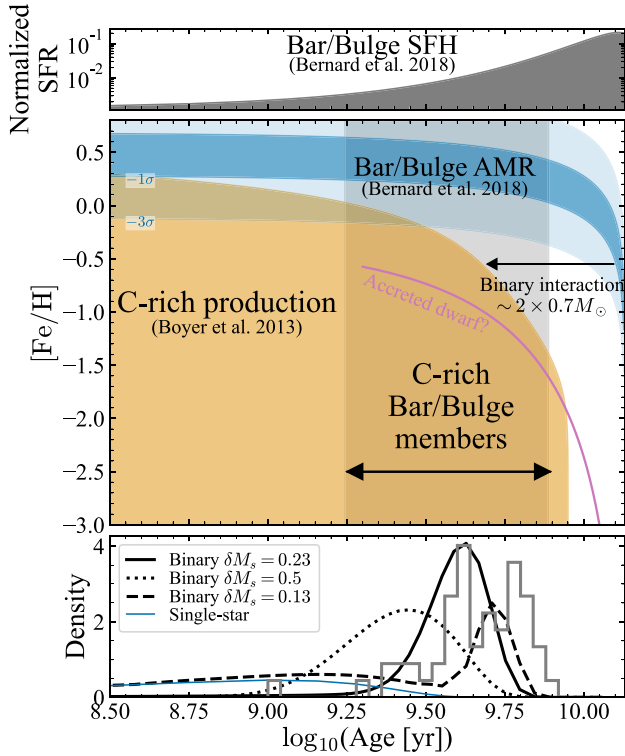 Normalized
SFR
10⁻¹
10⁻²
Bar/Bulge SFH
(Bernard et al. 2018)
[Fe/H]
0.5
0.0
−0.5
−1.0
−1.5
−2.0
−2.5
−3.0
Bar/Bulge AMR
(Bernard et al. 2018)
−1σ
−3σ
Binary interaction
~ 2 × 0.7M⊙
C-rich production
(Boyer et al. 2013)
Accreted dwarf?
C-rich
Bar/Bulge
members
Density
4
2
0
Binary δMₛ = 0.23
Binary δMₛ = 0.5
Binary δMₛ = 0.13
Single-star
8.50 8.75 9.00 9.25 9.50 9.75 10.00
log₁₀(Age [yr])